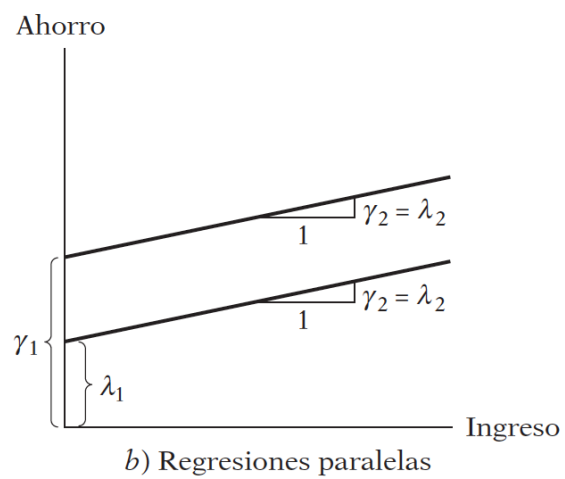 Ahorro
γ₂ = λ₂
1
γ₂ = λ₂
1
γ₁
λ₁
Ingreso
b) Regresiones paralelas